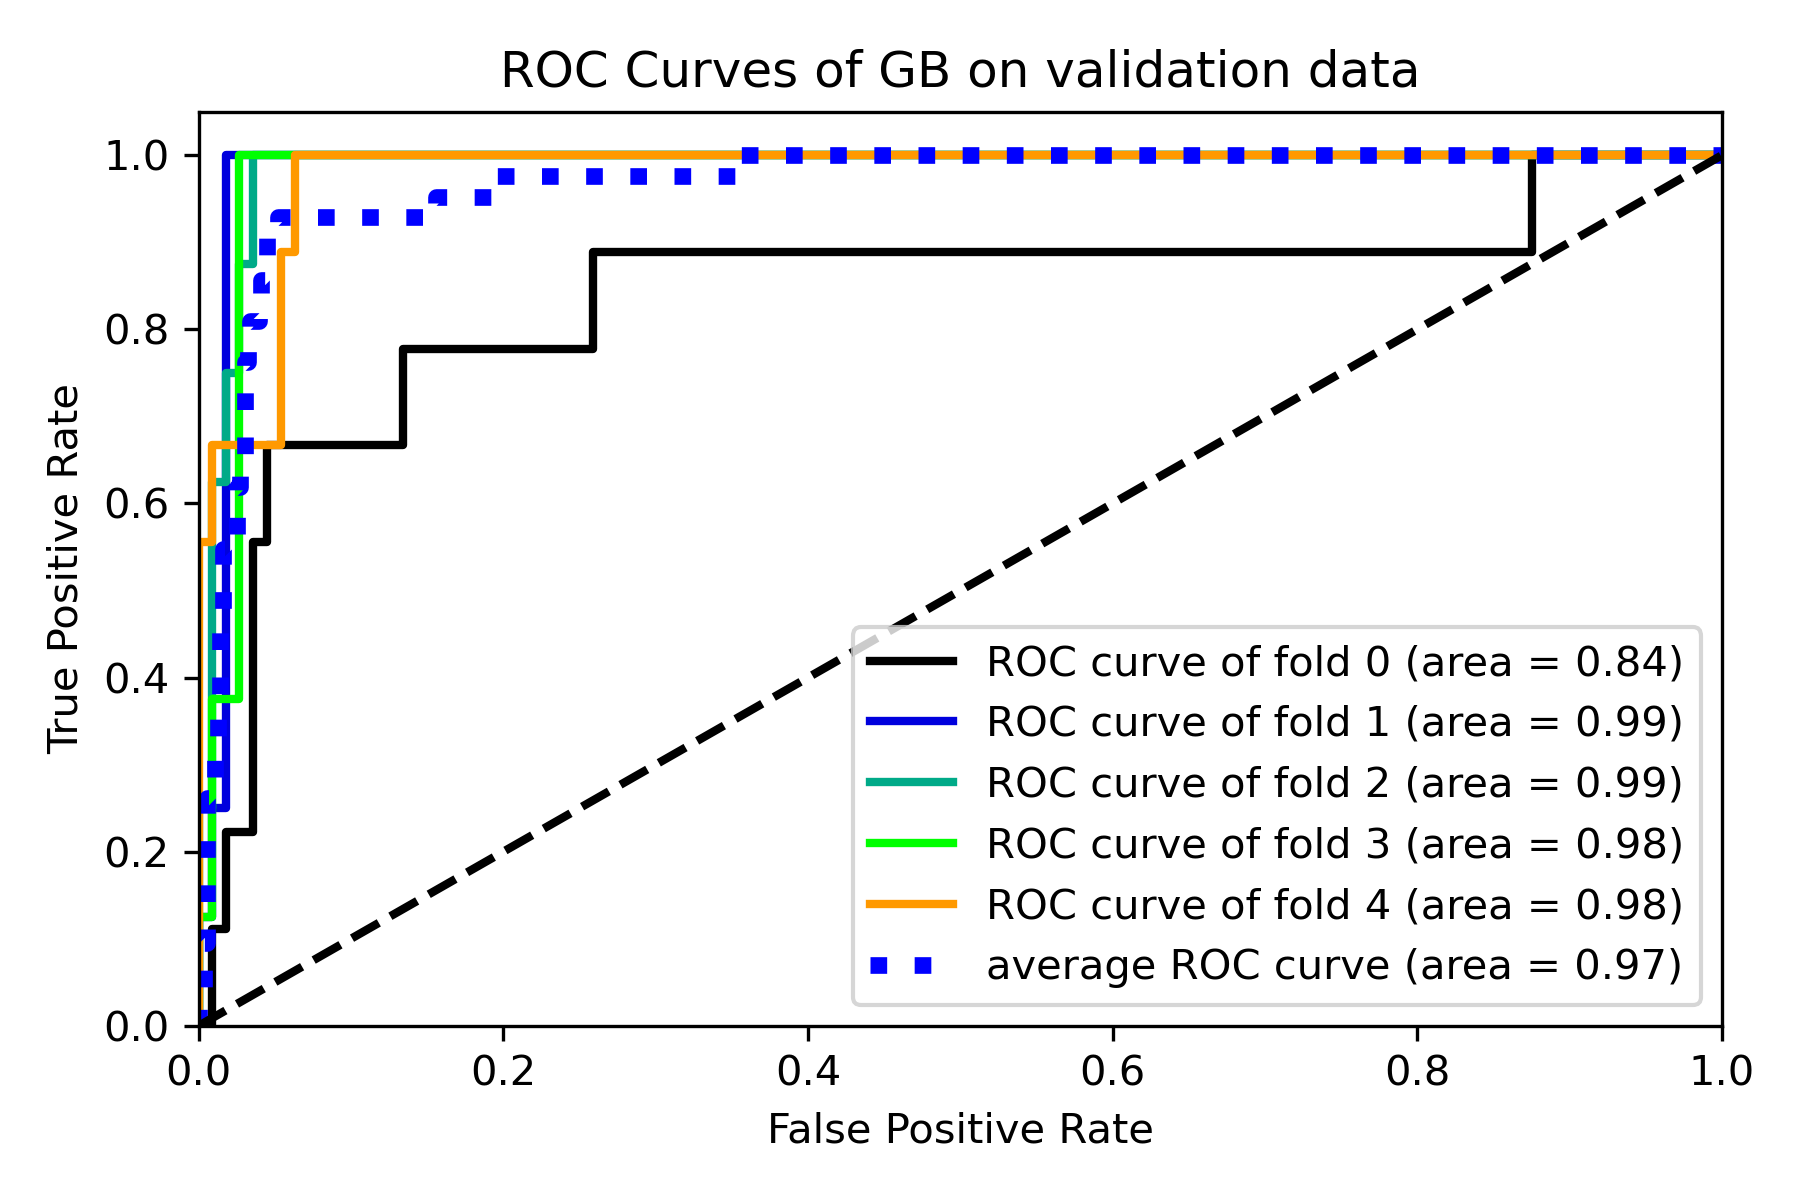 ROC Curves of GB on validation data
1.0
0.8
0.6
0.4
0.2
0.0
True Positive Rate
ROC curve of fold 0 (area = 0.84)
ROC curve of fold 1 (area = 0.99)
ROC curve of fold 2 (area = 0.99)
ROC curve of fold 3 (area = 0.98)
ROC curve of fold 4 (area = 0.98)
average ROC curve (area = 0.97)
0.0 0.2 0.4 0.6 0.8 1.0
False Positive Rate